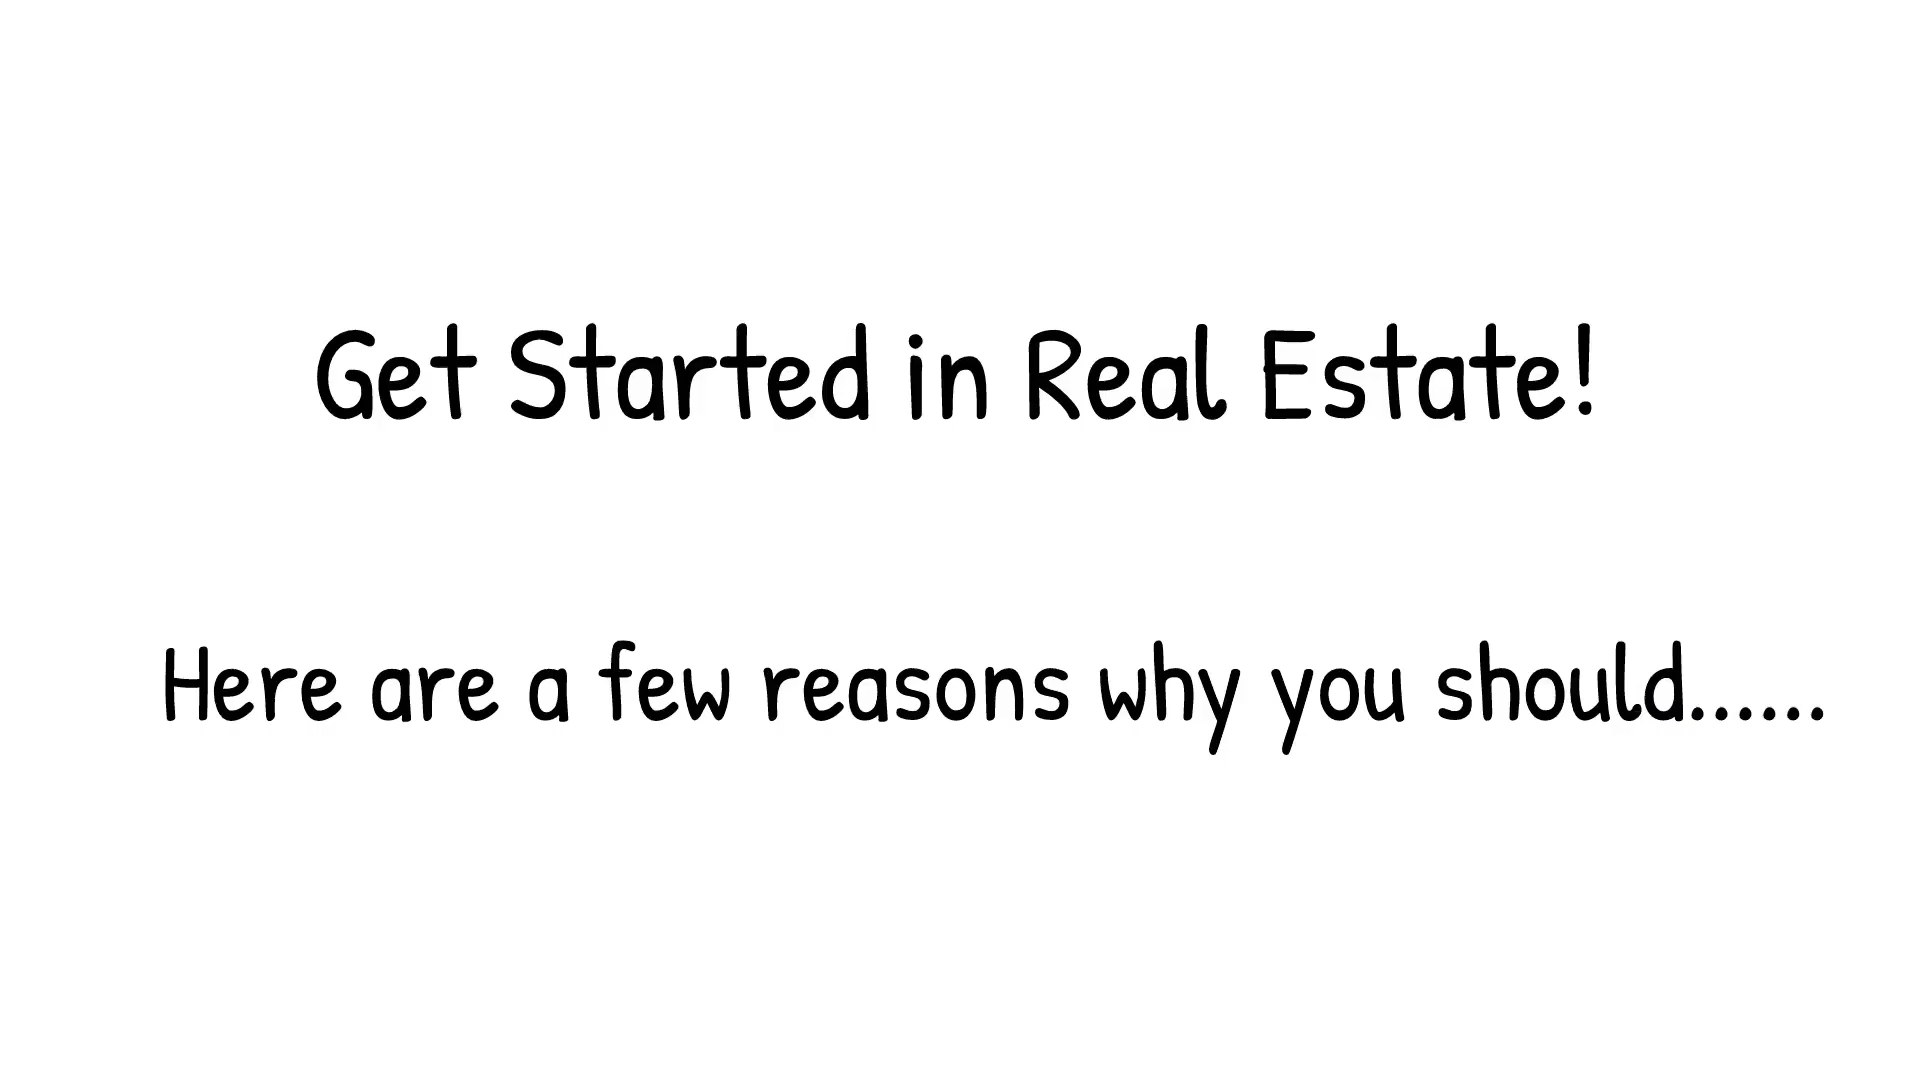 Get Started in Real Estate!
Here are a few reasons why you should......